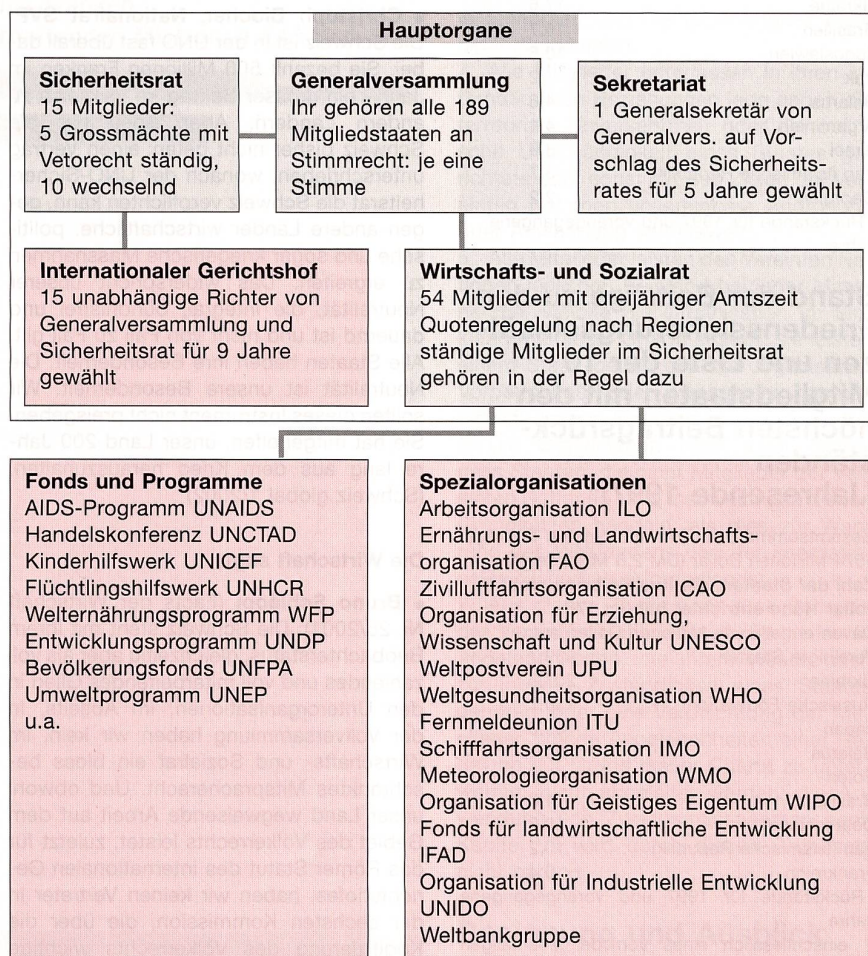 Hauptorgane
Sicherheitsrat
15 Mitglieder:
5 Grossmächte mit
Vetorecht ständig,
10 wechselnd
Generalversammlung
Ihr gehören alle 189
Mitgliedstaaten an
Stimmrecht: je eine
Stimme
Sekretariat
1 Generalsekretär von
Generalvers. auf Vor-
schlag des Sicherheits-
rates für 5 Jahre gewählt
Internationaler Gerichtshof
15 unabhängige Richter von
Generalversammlung und
Sicherheitsrat für 9 Jahre
gewählt
Wirtschafts- und Sozialrat
54 Mitglieder mit dreijähriger Amtszeit
Quotenregelung nach Regionen
ständige Mitglieder im Sicherheitsrat
gehören in der Regel dazu
Fonds und Programme
AIDS-Programm UNAIDS
Handelskonferenz UNCTAD
Kinderhilfswerk UNICEF
Flüchtlingshilfswerk UNHCR
Welternährungsprogramm WFP
Entwicklungsprogramm UNDP
Bevölkerungsfonds UNFPA
Umweltprogramm UNEP
u.a.
Spezialorganisationen
Arbeitsorganisation ILO
Ernährungs- und Landwirtschafts-
organisation FAO
Zivilluftfahrtsorganisation ICAO
Organisation für Erziehung,
Wissenschaft und Kultur UNESCO
Weltpostverein UPU
Weltgesundheitsorganisation WHO
Fernmeldeunion ITU
Schifffahrtsorganisation IMO
Meteorologieorganisation WMO
Organisation für Geistiges Eigentum WIPO
Fonds für landwirtschaftliche Entwicklung
IFAD
Organisation für Industrielle Entwicklung
UNIDO
Weltbankgruppe